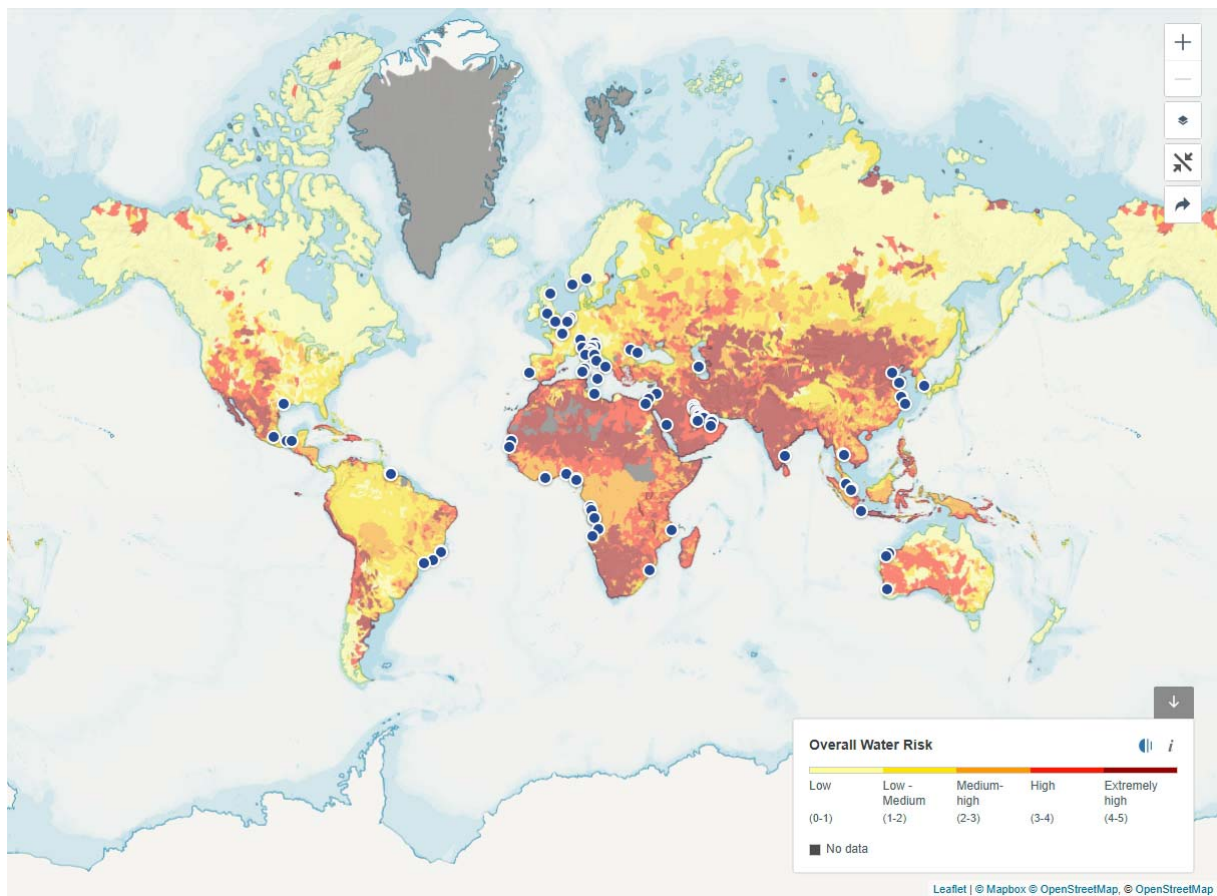 +
−
Overall Water Risk
i
Low
Low -
Medium
Medium-
high
High
Extremely
high
(0-1)
(1-2)
(2-3)
(3-4)
(4-5)
No data
Leaflet | © Mapbox © OpenStreetMap, © OpenStreetMap